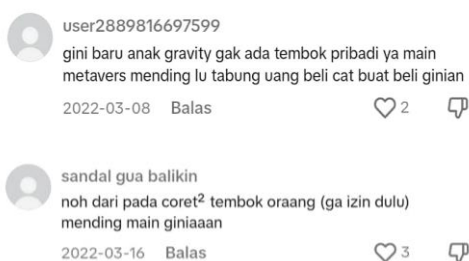 user2889816697599
gini baru anak gravity gak ada tembok pribadi ya main
metavers mending lu tabung uang beli cat buat beli ginian
2022-03-08 Balas 2
sandal gua balikin
noh dari pada coret² tembok oraang (ga izin dulu)
mending main giniaaan
2022-03-16 Balas 3